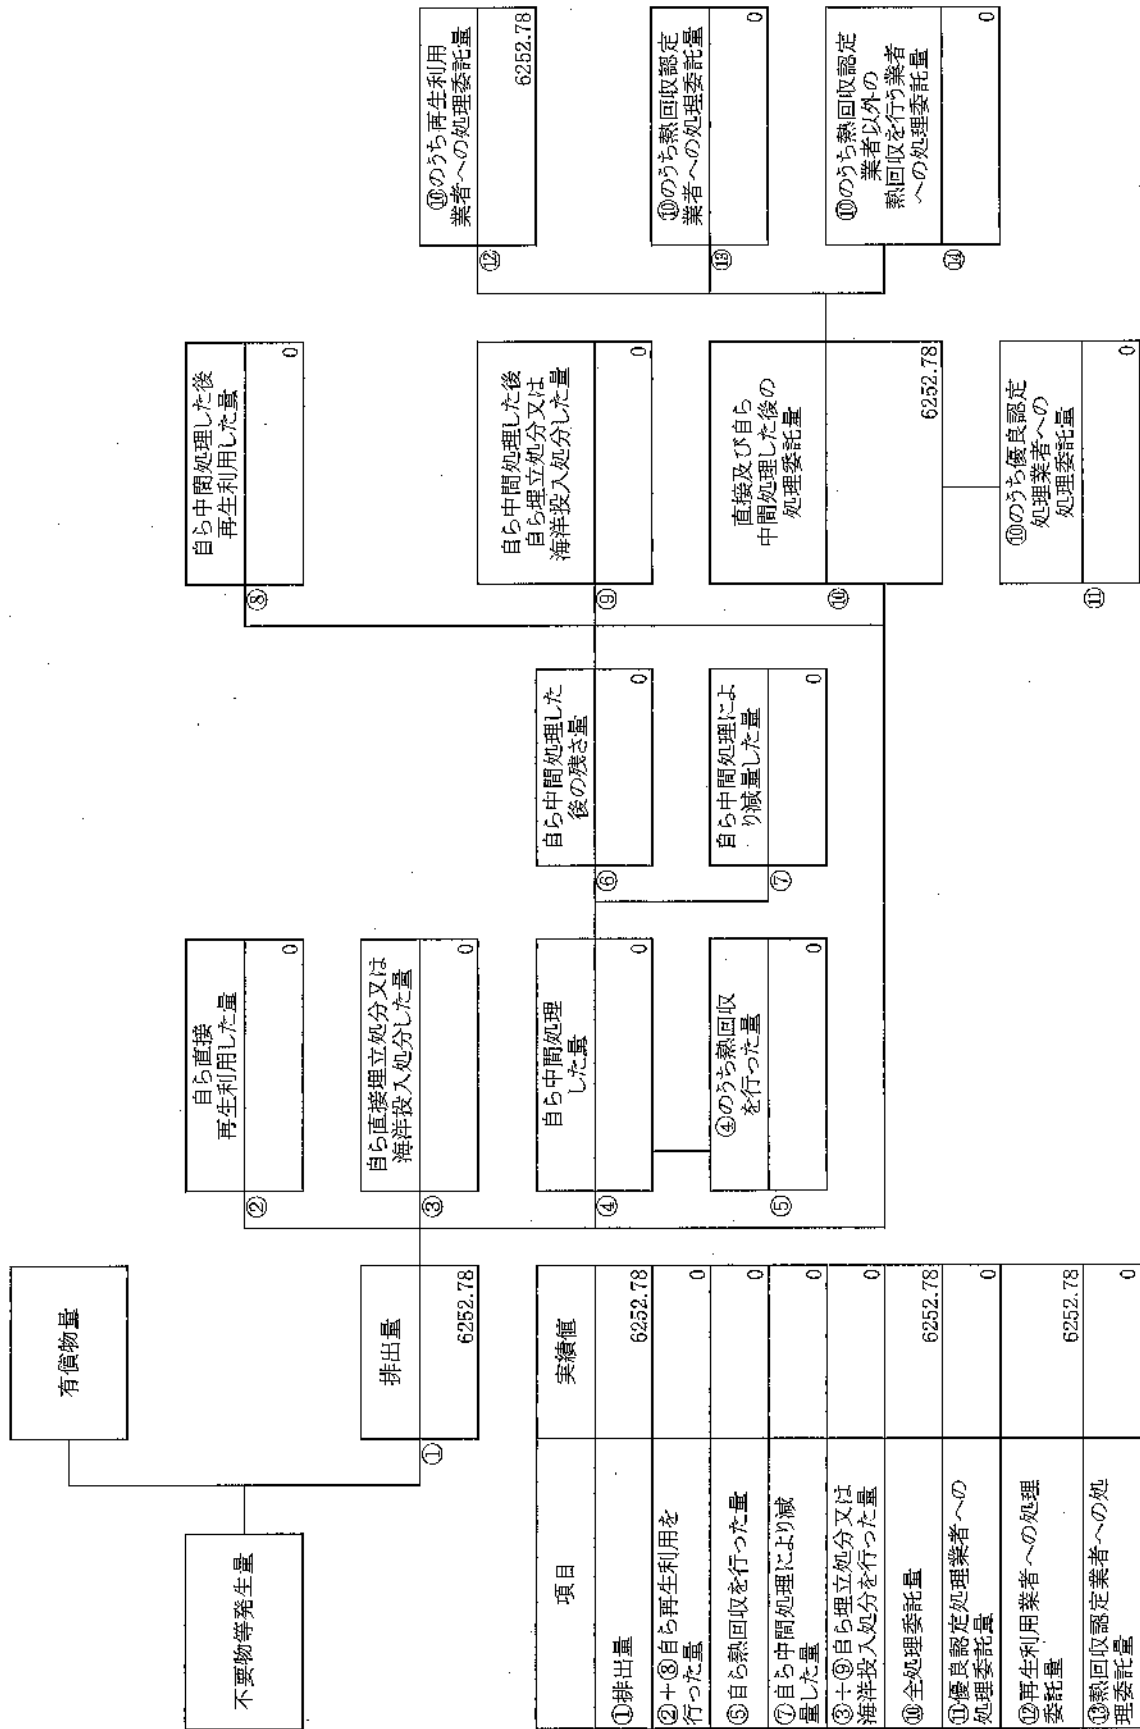 不要物等発生量
有償物量
排出量
①
6252.78
自ら直接
再生利用した量
②
0
自ら直接埋立処分又は
海洋投入処分した量
③
0
自ら中間処理
した量
④
0
④のうち熱回収
を行った量
⑤
0
自ら中間処理した
後の残さ量
⑥
0
自ら中間処理によ
り減量した量
⑦
0
自ら中間処理した後
再生利用した量
⑧
0
自ら中間処理した後
自ら埋立処分又は
海洋投入処分した量
⑨
0
直接及び自ら
中間処理した後の
処理委託量
⑩
6252.78
⑩のうち優良認定
処理業者への
処理委託量
⑪
0
⑩のうち再生利用
業者への処理委託量
⑫
6252.78
⑩のうち熱回収認定
業者への処理委託量
⑬
0
⑩のうち熱回収認定
業者以外の
熱回収を行う業者
への処理委託量
⑭
0
項目 実績値
①排出量 6252.78
②+⑧自ら再生利用を
行った量 0
⑤自ら熱回収を行った量 0
⑦自ら中間処理により減
量した量 0
③+⑨自ら埋立処分又は
海洋投入処分を行った量 0
⑩全処理委託量 6252.78
⑪優良認定処理業者への
処理委託量 0
⑫再生利用業者への処理
委託量 6252.78
⑬熱回収認定業者への処
理委託量 0